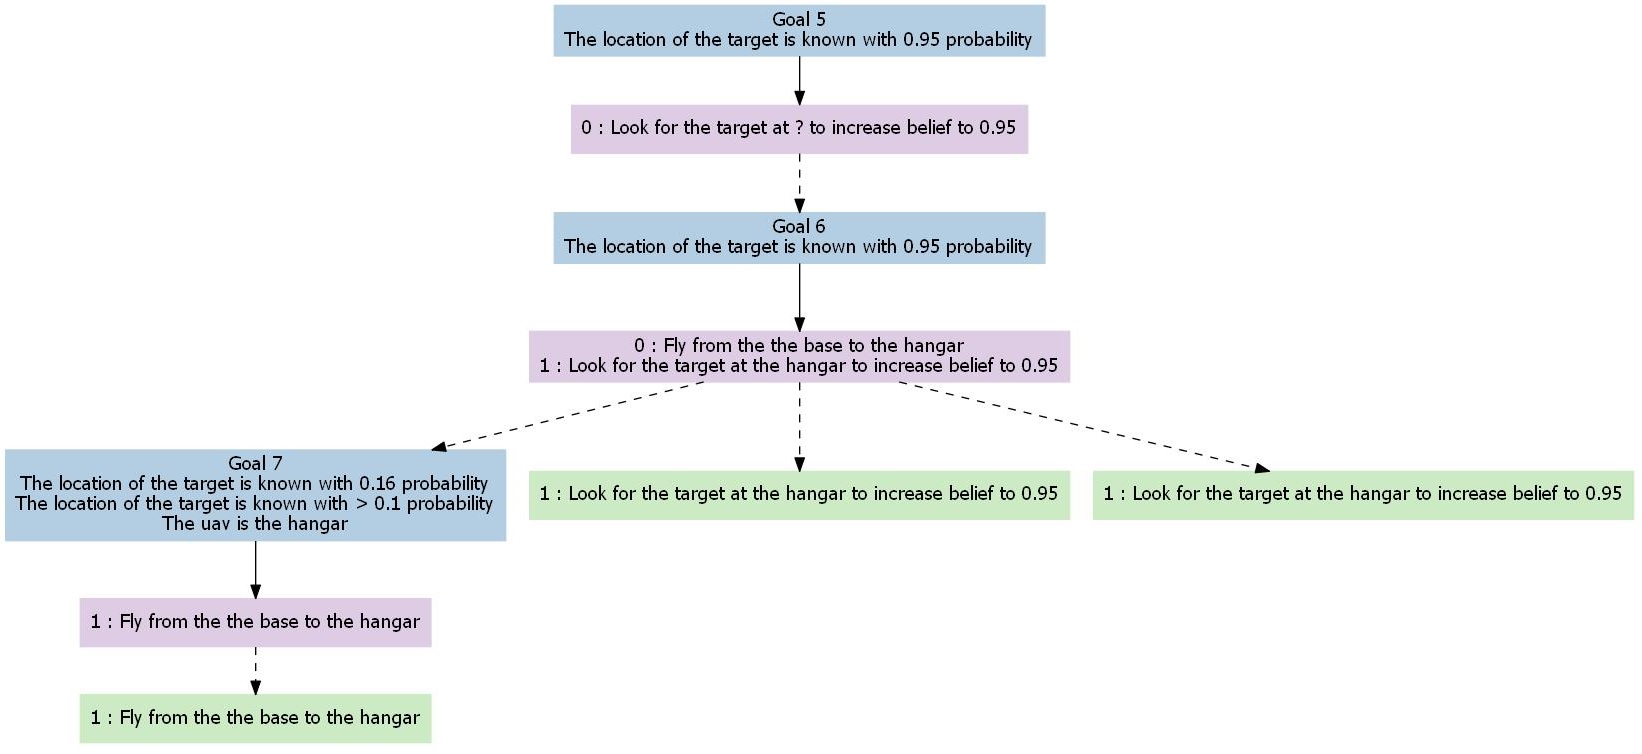 Goal 5
The location of the target is known with 0.95 probability
0 : Look for the target at ? to increase belief to 0.95
Goal 6
The location of the target is known with 0.95 probability
0 : Fly from the the base to the hangar
1 : Look for the target at the hangar to increase belief to 0.95
Goal 7
The location of the target is known with 0.16 probability
The location of the target is known with > 0.1 probability
The uav is the hangar
1 : Look for the target at the hangar to increase belief to 0.95
1 : Look for the target at the hangar to increase belief to 0.95
1 : Fly from the the base to the hangar
1 : Fly from the the base to the hangar